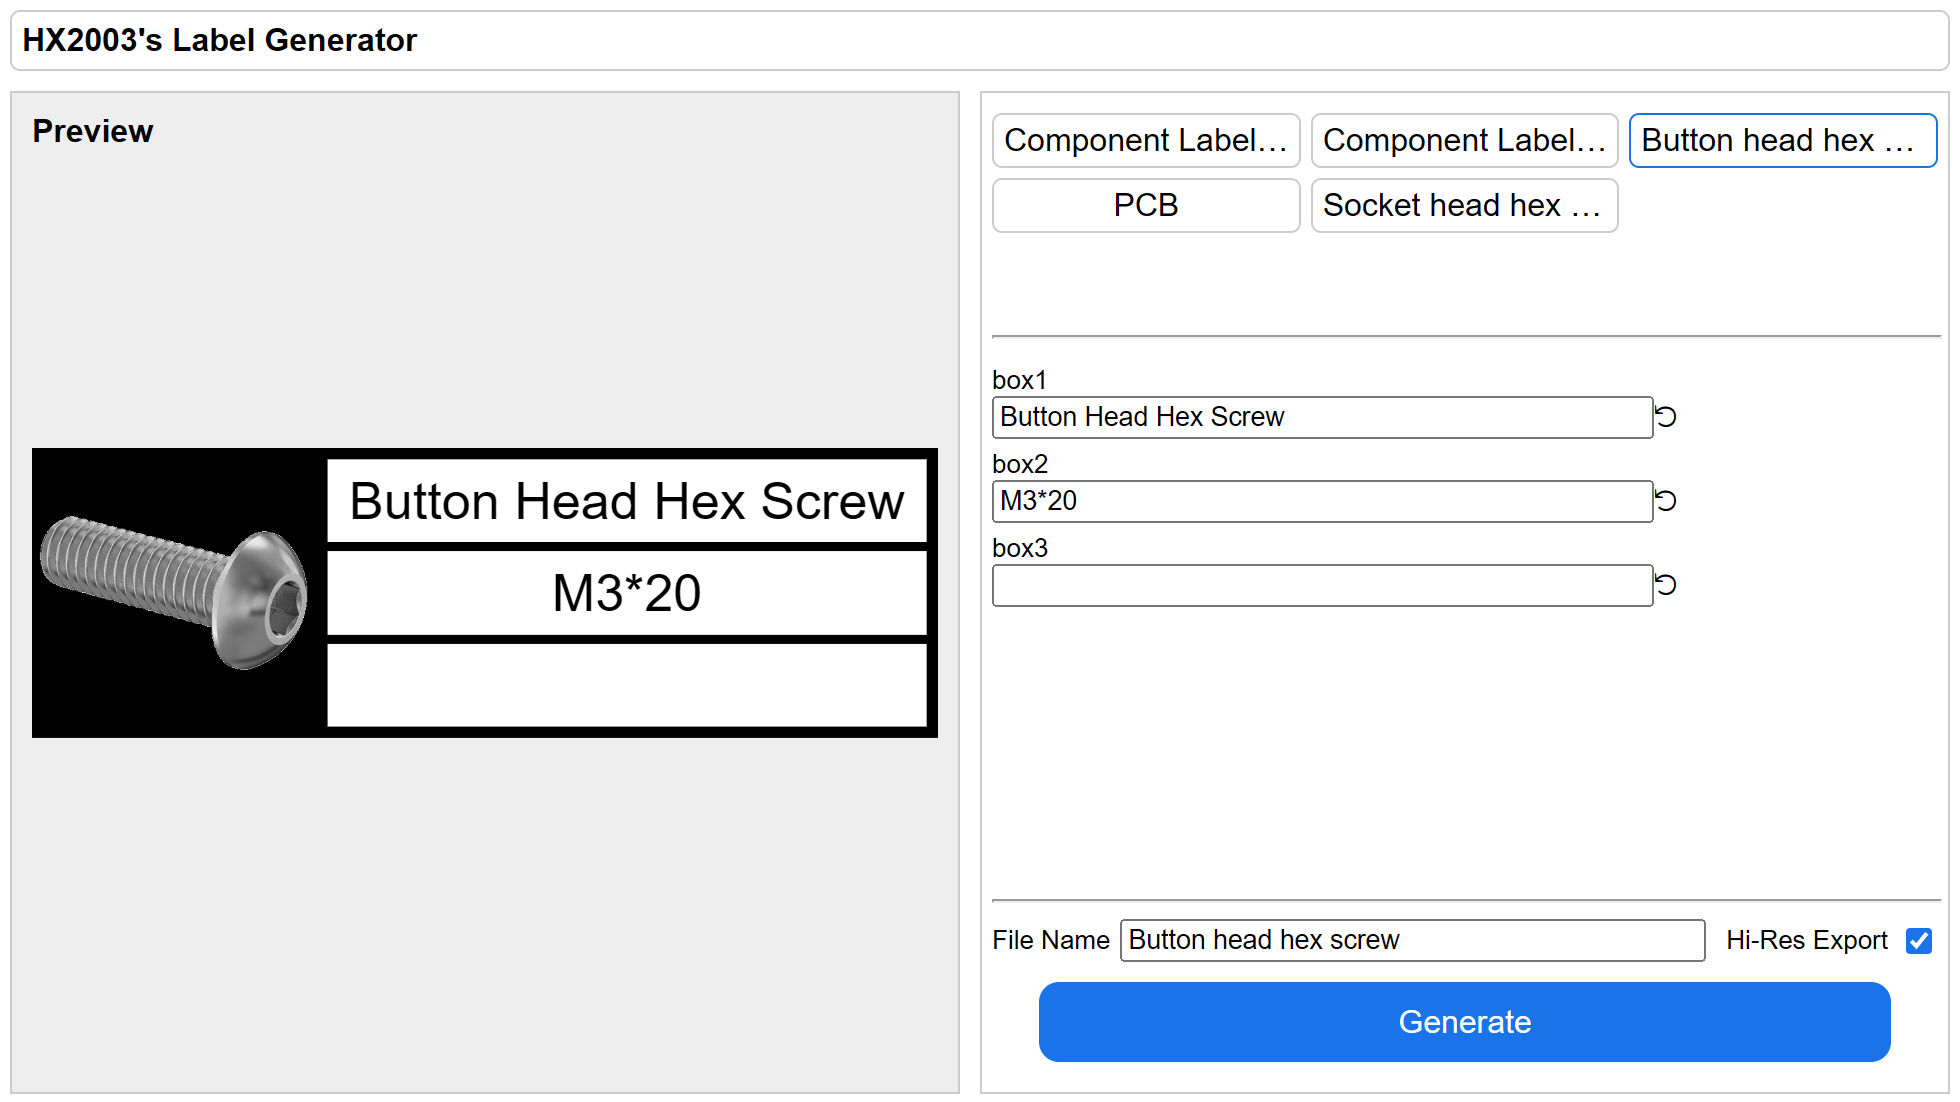 HX2003's Label Generator
Preview
Button Head Hex Screw
M3*20
Component Label...
Component Label...
Button head hex ...
PCB
Socket head hex ...
box1
Button Head Hex Screw
box2
M3*20
box3
File Name
Button head hex screw
Hi-Res Export
Generate